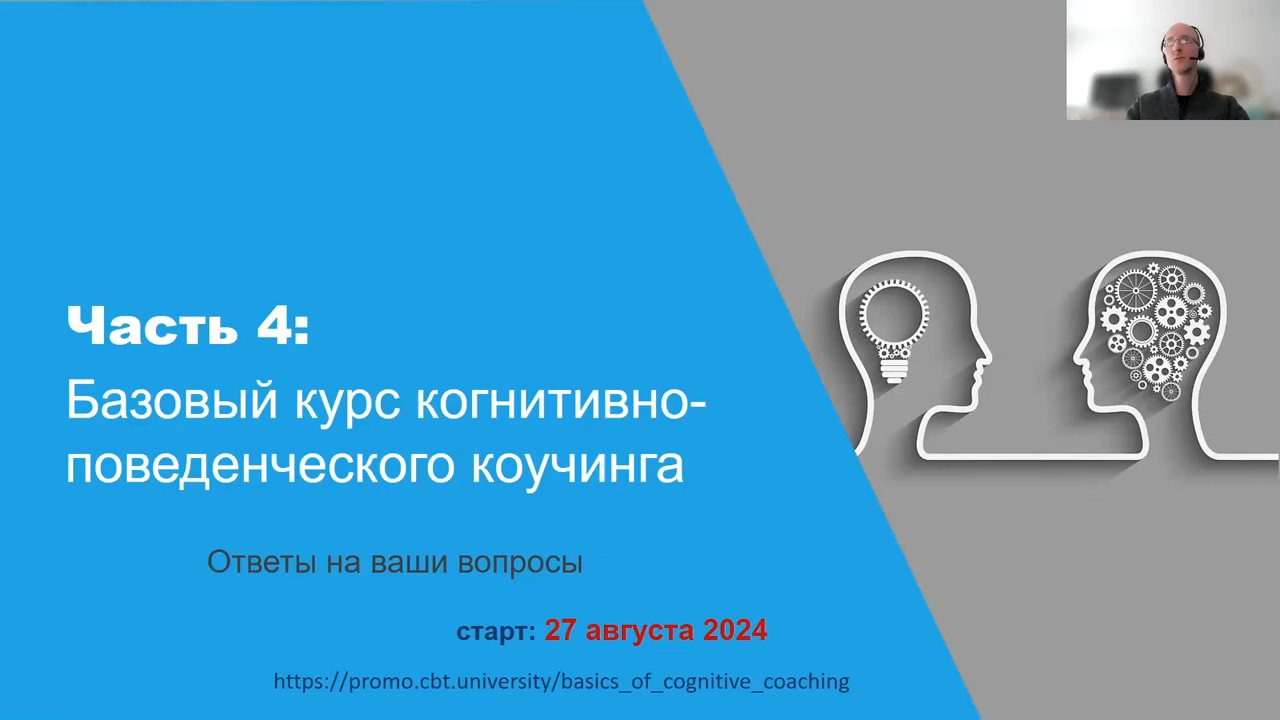 Часть 4:
Базовый курс когнитивно-
поведенческого коучинга
Ответы на ваши вопросы
старт: 27 августа 2024
https://promo.cbt.university/basics_of_cognitive_coaching